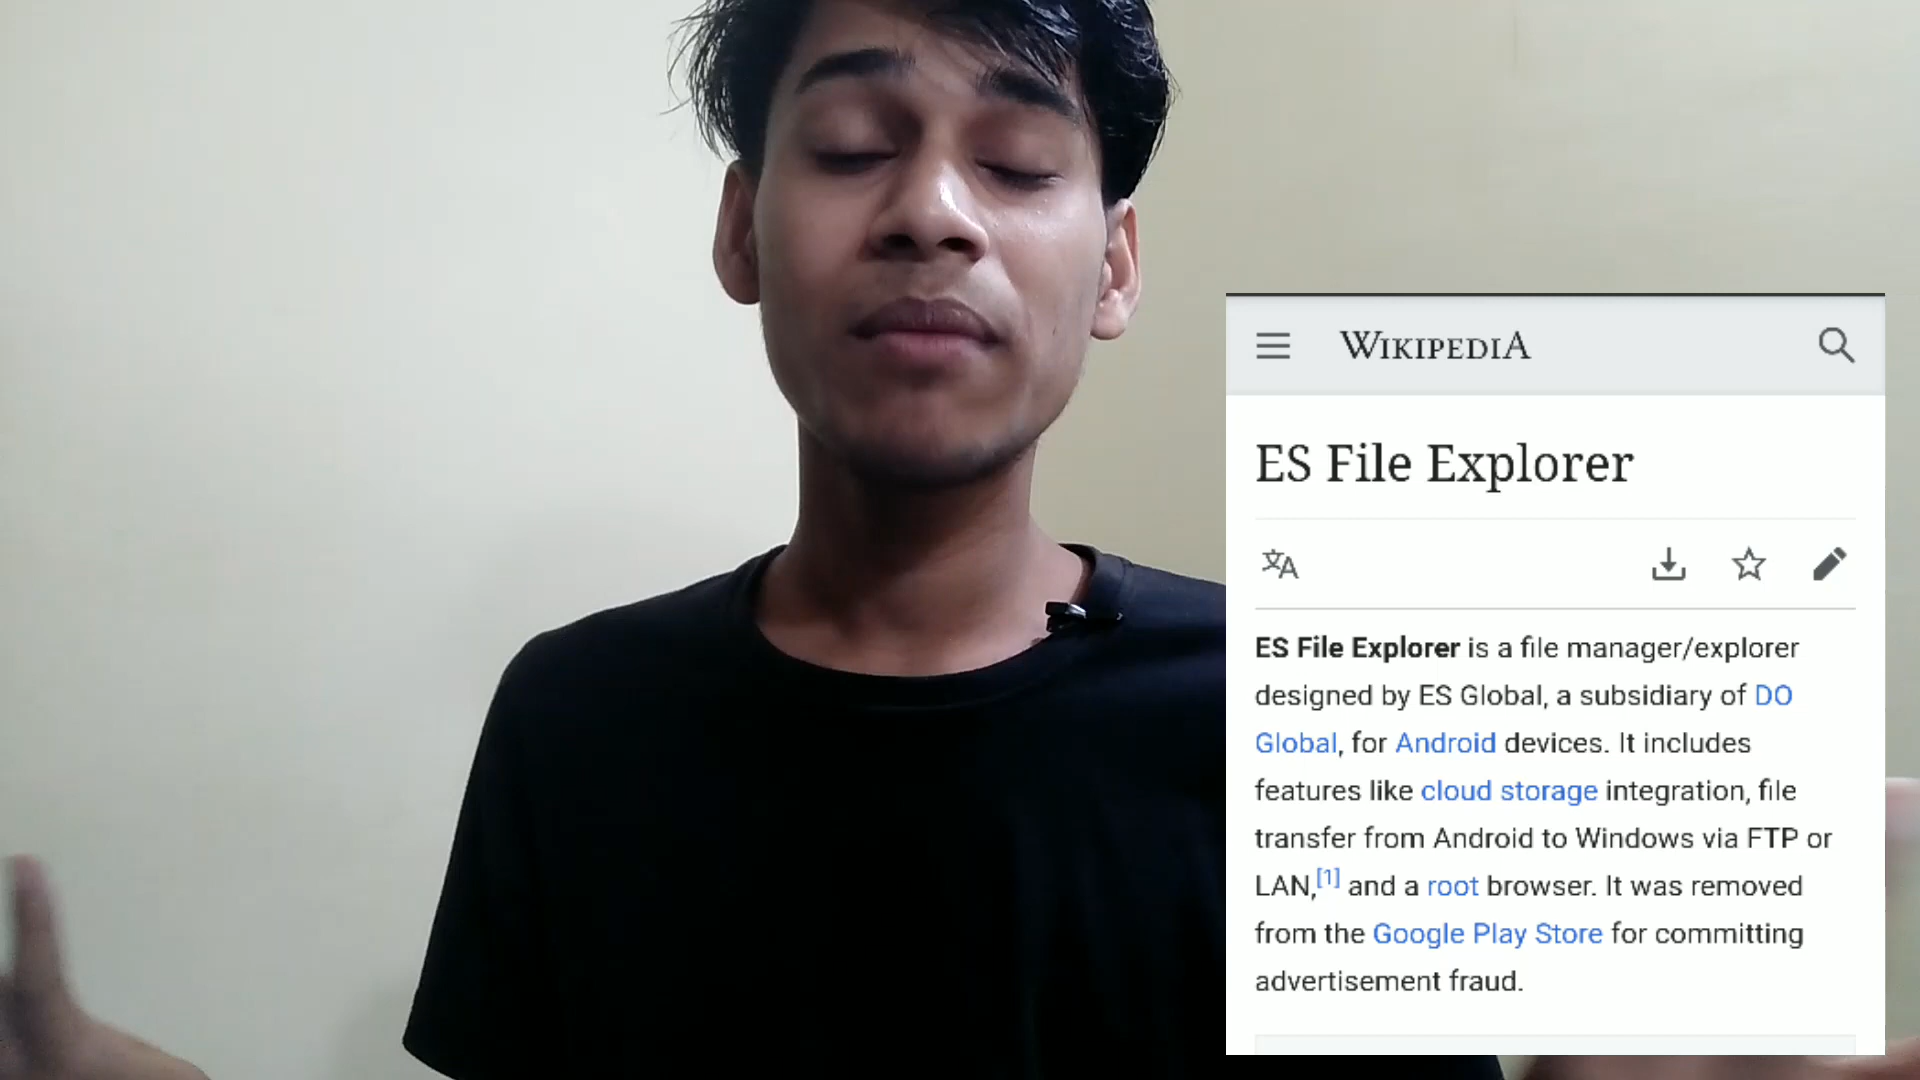 WIKIPEDIA
ES File Explorer
ES File Explorer is a file manager/explorer
designed by ES Global, a subsidiary of DO
Global, for Android devices. It includes
features like cloud storage integration, file
transfer from Android to Windows via FTP or
LAN,[1] and a root browser. It was removed
from the Google Play Store for committing
advertisement fraud.